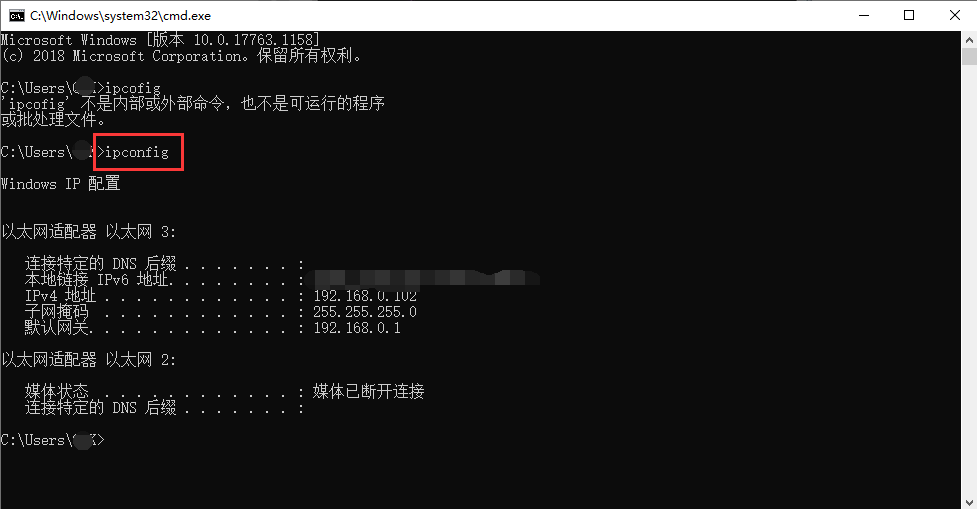 C:\Windows\system32\cmd.exe
Microsoft Windows [版本 10.0.17763.1158]
(c) 2018 Microsoft Corporation。保留所有权利。
C:\Users\ >ipcofig
'ipcofig' 不是内部或外部命令，也不是可运行的程序
或批处理文件。
C:\Users\ >ipconfig
Windows IP 配置
以太网适配器 以太网 3:
连接特定的 DNS 后缀 . . . . . . . :
本地链接 IPv6 地址. . . . . . . . :
IPv4 地址 . . . . . . . . . . . . : 192.168.0.102
子网掩码 . . . . . . . . . . . . : 255.255.255.0
默认网关. . . . . . . . . . . . . : 192.168.0.1
以太网适配器 以太网 2:
媒体状态 . . . . . . . . . . . . : 媒体已断开连接
连接特定的 DNS 后缀 . . . . . . . :
C:\Users\ >